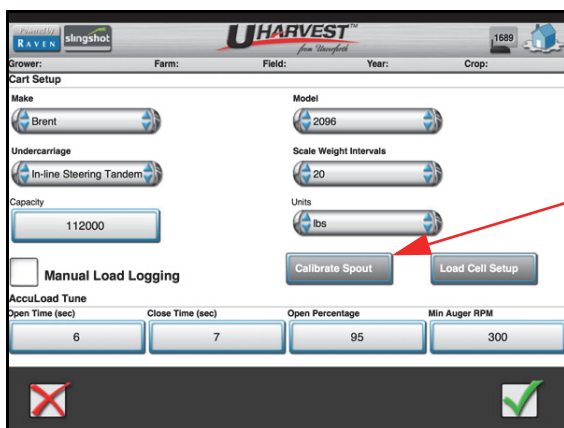 Powered by
RAVEN slingshot
UHARVEST™
from Unverferth
1689
Grower: Farm: Field: Year: Crop:
Cart Setup
Make Model
Brent 2096
Undercarriage Scale Weight Intervals
In-line Steering Tandem 20
Capacity Units
112000 lbs
Manual Load Logging Calibrate Spout Load Cell Setup
AccuLoad Tune
Open Time (sec) Close Time (sec) Open Percentage Min Auger RPM
6 7 95 300